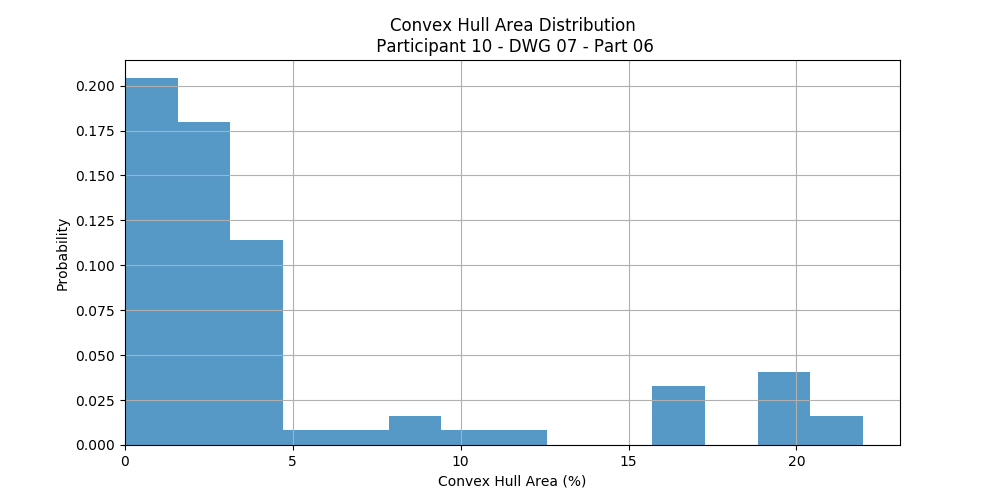 Convex Hull Area Distribution
Participant 10 - DWG 07 - Part 06
0.200
0.175
0.150
0.125
0.100
0.075
0.050
0.025
0.000
Probability
0 5 10 15 20
Convex Hull Area (%)